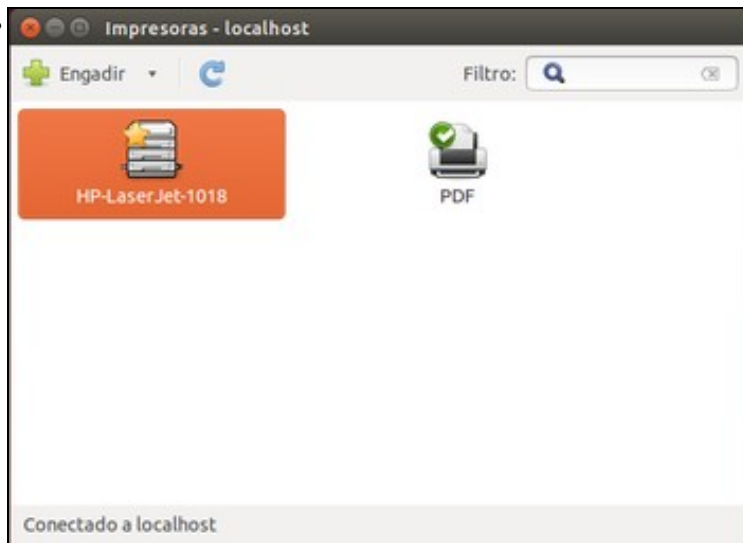 Impresoras - localhost
Engadir Filtro:
HP-LaserJet-1018 PDF
Conectado a localhost